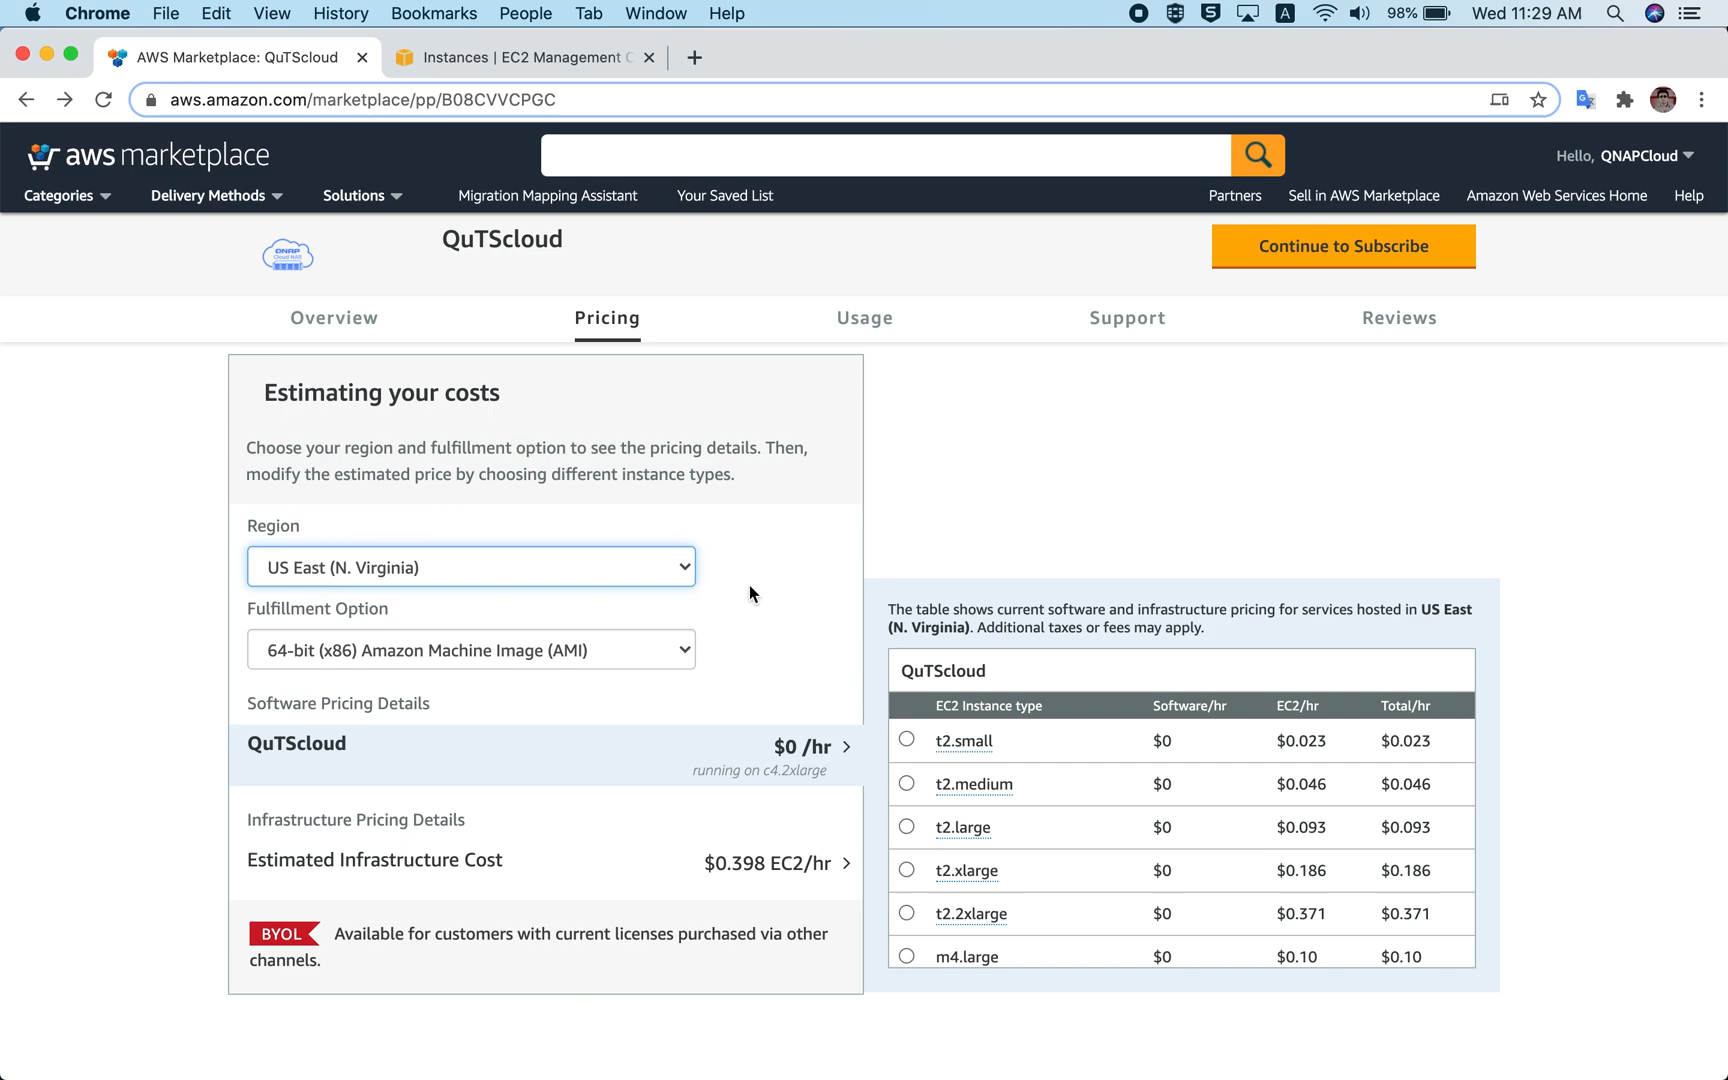 Chrome File Edit View History Bookmarks People Tab Window Help S A 98% Wed 11:29 AM
AWS Marketplace: QuTScloud Instances | EC2 Management C
aws.amazon.com/marketplace/pp/B08CVVCPGC
aws marketplace
Hello, QNAPCloud
Categories Delivery Methods Solutions Migration Mapping Assistant Your Saved List Partners Sell in AWS Marketplace Amazon Web Services Home Help
QNAP
Cloud NAS
QuTScloud
Continue to Subscribe
Overview Pricing Usage Support Reviews
Estimating your costs
Choose your region and fulfillment option to see the pricing details. Then,
modify the estimated price by choosing different instance types.
Region
US East (N. Virginia)
Fulfillment Option
64-bit (x86) Amazon Machine Image (AMI)
Software Pricing Details
QuTScloud $0 /hr
running on c4.2xlarge
Infrastructure Pricing Details
Estimated Infrastructure Cost $0.398 EC2/hr
BYOL Available for customers with current licenses purchased via other
channels.
The table shows current software and infrastructure pricing for services hosted in US East
(N. Virginia). Additional taxes or fees may apply.
QuTScloud
EC2 Instance type Software/hr EC2/hr Total/hr
t2.small $0 $0.023 $0.023
t2.medium $0 $0.046 $0.046
t2.large $0 $0.093 $0.093
t2.xlarge $0 $0.186 $0.186
t2.2xlarge $0 $0.371 $0.371
m4.large $0 $0.10 $0.10